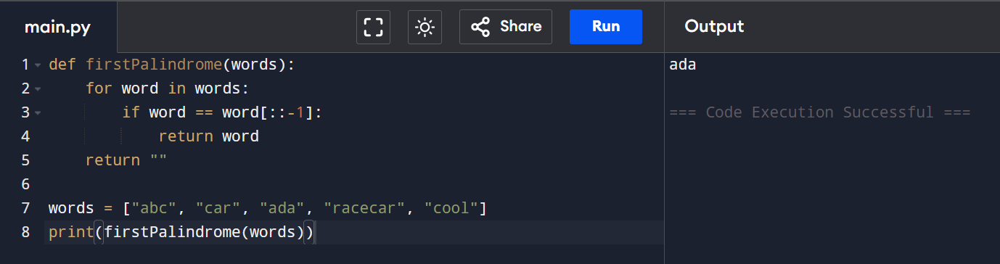 main.py Share Run Output
1 def firstPalindrome(words):
2     for word in words:
3         if word == word[::-1]:
4             return word
5     return ""
6
7 words = ["abc", "car", "ada", "racecar", "cool"]
8 print(firstPalindrome(words))
ada
=== Code Execution Successful ===